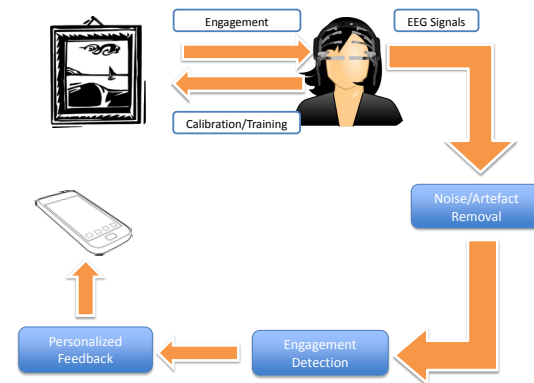 Engagement
EEG Signals
Calibration/Training
Noise/Artefact
Removal
Engagement
Detection
Personalized
Feedback